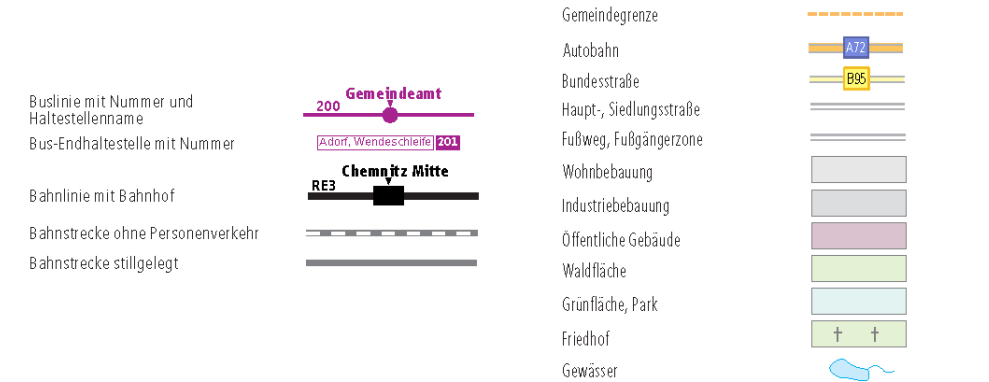 Buslinie mit Nummer und
Haltestellenname
Gemeindeamt
200
Bus-Endhaltestelle mit Nummer
Adorf, Wendeschleife 201
Bahnlinie mit Bahnhof
Chemnitz Mitte
RE3
Bahnstrecke ohne Personenverkehr
Bahnstrecke stillgelegt
Gemeindegrenze
Autobahn
A72
Bundesstraße
B95
Haupt-, Siedlungsstraße
Fußweg, Fußgängerzone
Wohnbebauung
Industriebebauung
Öffentliche Gebäude
Waldfläche
Grünfläche, Park
Friedhof
Gewässer